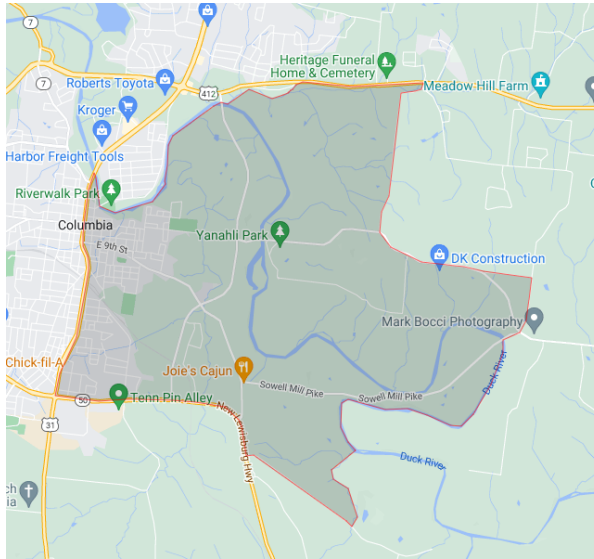 7
7
Roberts Toyota
Kroger
Harbor Freight Tools
412
Heritage Funeral
Home & Cemetery
Meadow Hill Farm
Riverwalk Park
Columbia
E 9th St
Yanahli Park
DK Construction
Mark Bocci Photography
Chick-fil-A
Joie's Cajun
Sowell Mill Pike
Sowell Mill Pike
Duck River
50
Tenn Pin Alley
New Lewisburg Hwy
31
Duck River
ch
ia